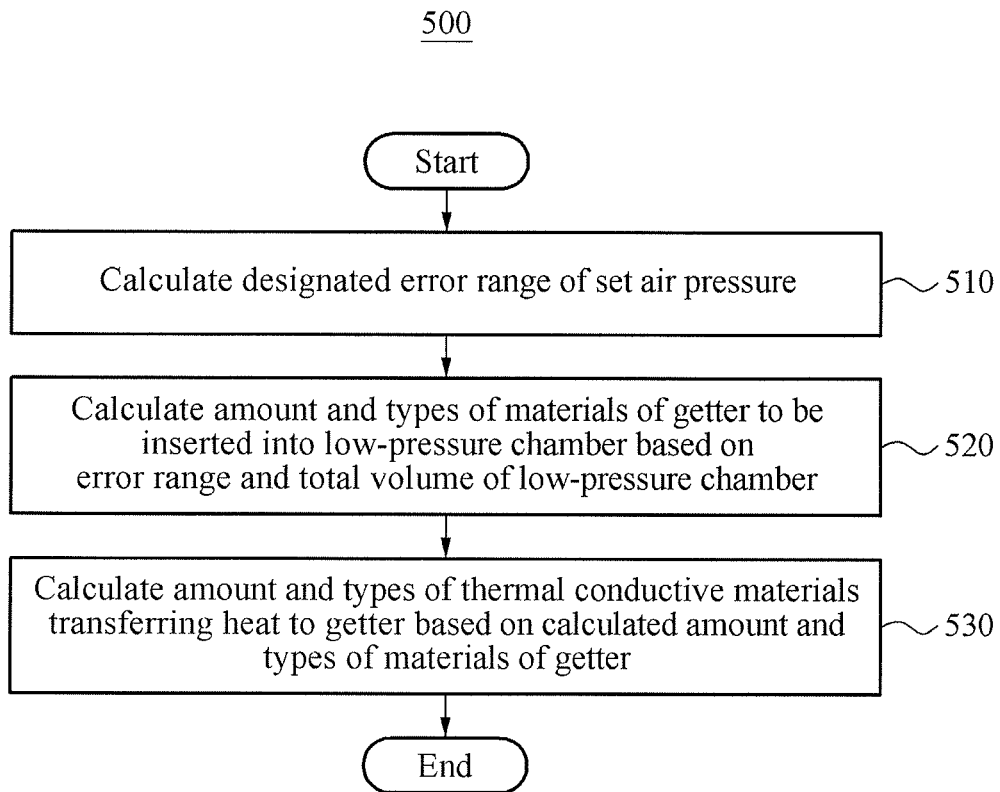 500
Start
Calculate designated error range of set air pressure
510
Calculate amount and types of materials of getter to be
inserted into low-pressure chamber based on
error range and total volume of low-pressure chamber
520
Calculate amount and types of thermal conductive materials
transferring heat to getter based on calculated amount and
types of materials of getter
530
End